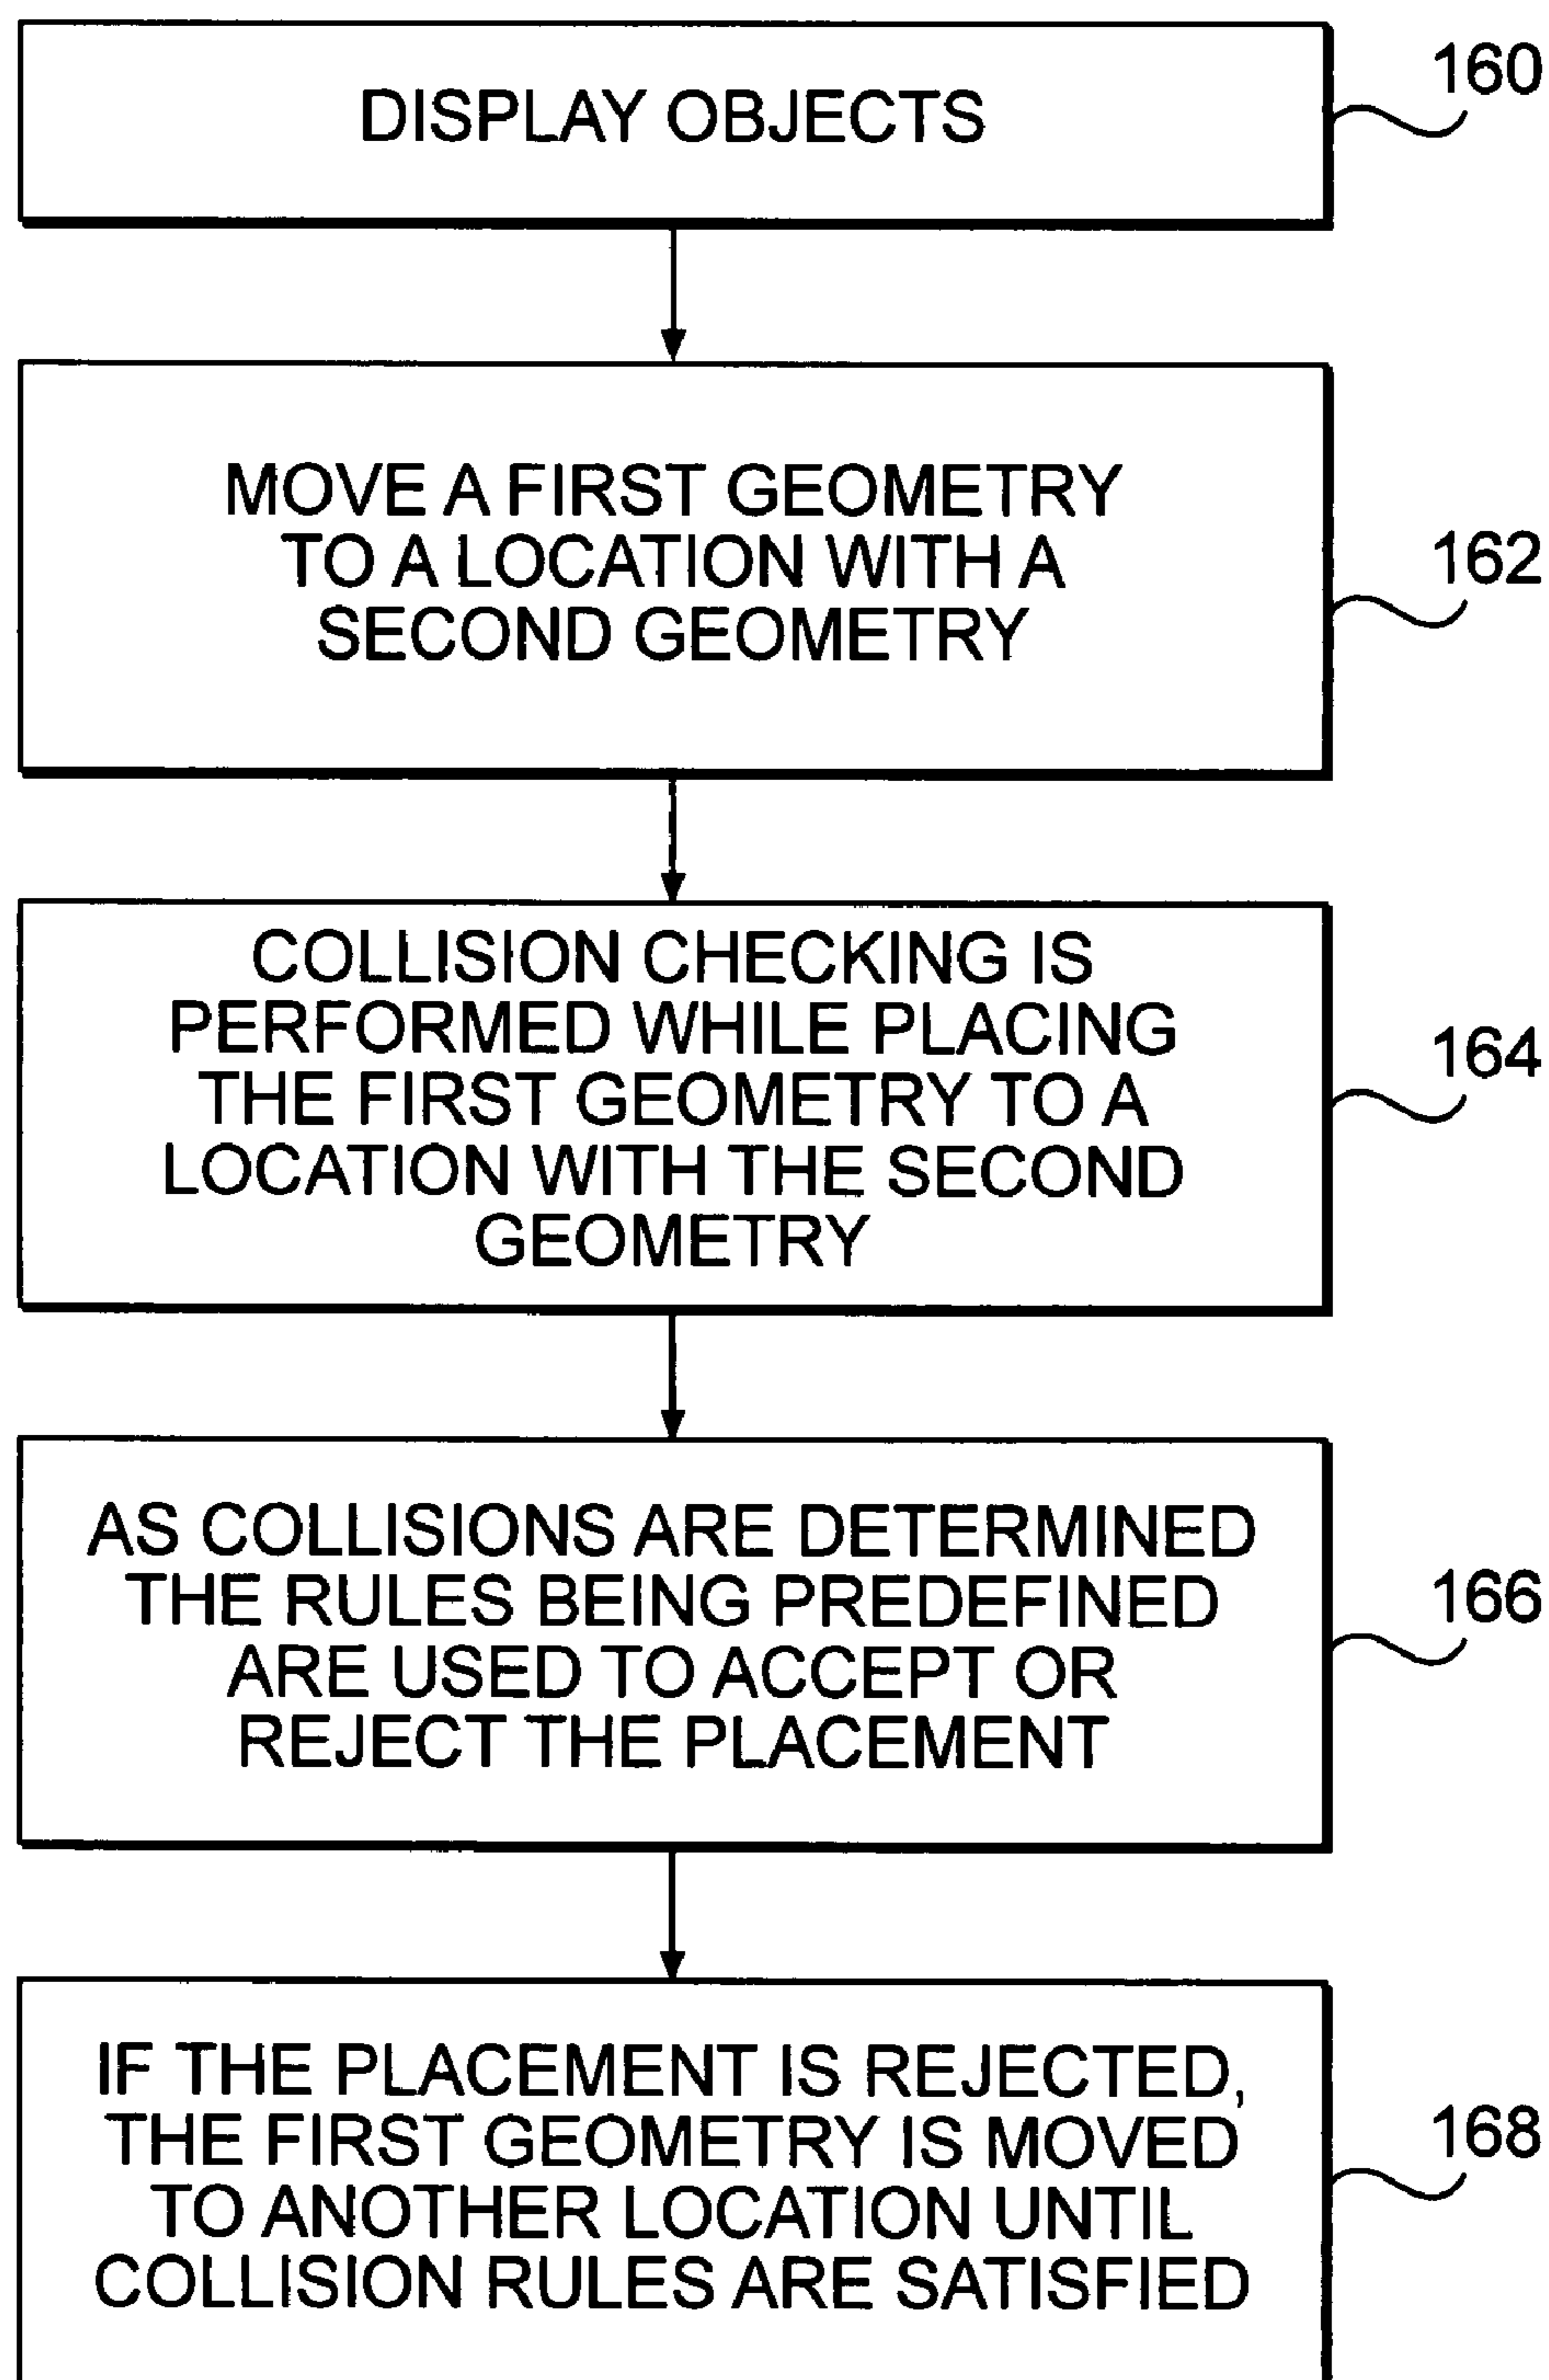 DISPLAY OBJECTS
160
MOVE A FIRST GEOMETRY
TO A LOCATION WITH A
SECOND GEOMETRY
162
COLLISION CHECKING IS
PERFORMED WHILE PLACING
THE FIRST GEOMETRY TO A
LOCATION WITH THE SECOND
GEOMETRY
164
AS COLLISIONS ARE DETERMINED
THE RULES BEING PREDEFINED
ARE USED TO ACCEPT OR
REJECT THE PLACEMENT
166
IF THE PLACEMENT IS REJECTED,
THE FIRST GEOMETRY IS MOVED
TO ANOTHER LOCATION UNTIL
COLLISION RULES ARE SATISFIED
168